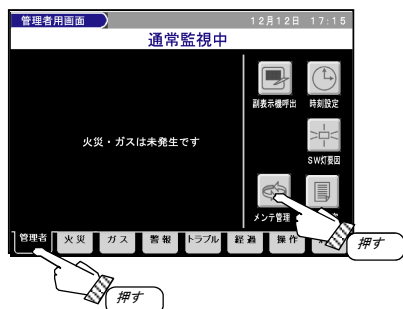 管理者用画面
12月12日 17:15
通常監視中
副表示機呼出
時刻設定
火災・ガスは未発生です
SW灯要因
メンテ管理
管理者
火災
ガス
警報
トラブル
経過
操作
押す
押す